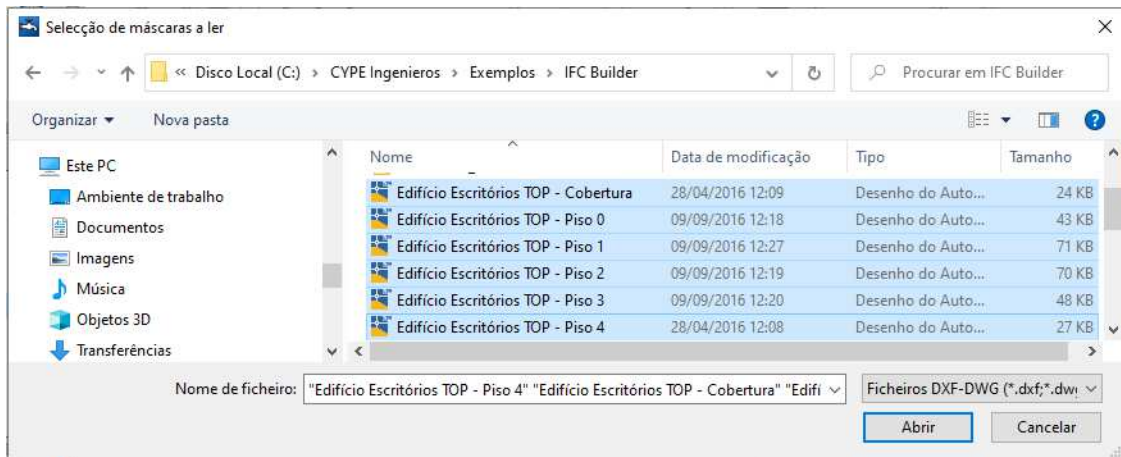 Selecção de máscaras a ler
« Disco Local (C:) › CYPE Ingenieros › Exemplos › IFC Builder
Procurar em IFC Builder
Organizar Nova pasta
Este PC
Ambiente de trabalho
Documentos
Imagens
Música
Objetos 3D
Transferências
Nome Data de modificação Tipo Tamanho
Edifício Escritórios TOP - Cobertura 28/04/2016 12:09 Desenho do Auto... 24 KB
Edifício Escritórios TOP - Piso 0 09/09/2016 12:18 Desenho do Auto... 43 KB
Edifício Escritórios TOP - Piso 1 09/09/2016 12:27 Desenho do Auto... 71 KB
Edifício Escritórios TOP - Piso 2 09/09/2016 12:19 Desenho do Auto... 70 KB
Edifício Escritórios TOP - Piso 3 09/09/2016 12:20 Desenho do Auto... 48 KB
Edifício Escritórios TOP - Piso 4 28/04/2016 12:08 Desenho do Auto... 27 KB
Nome de ficheiro: "Edifício Escritórios TOP - Piso 4" "Edifício Escritórios TOP - Cobertura" "Edifí
Ficheiros DXF-DWG (*.dxf;*.dw
Abrir Cancelar